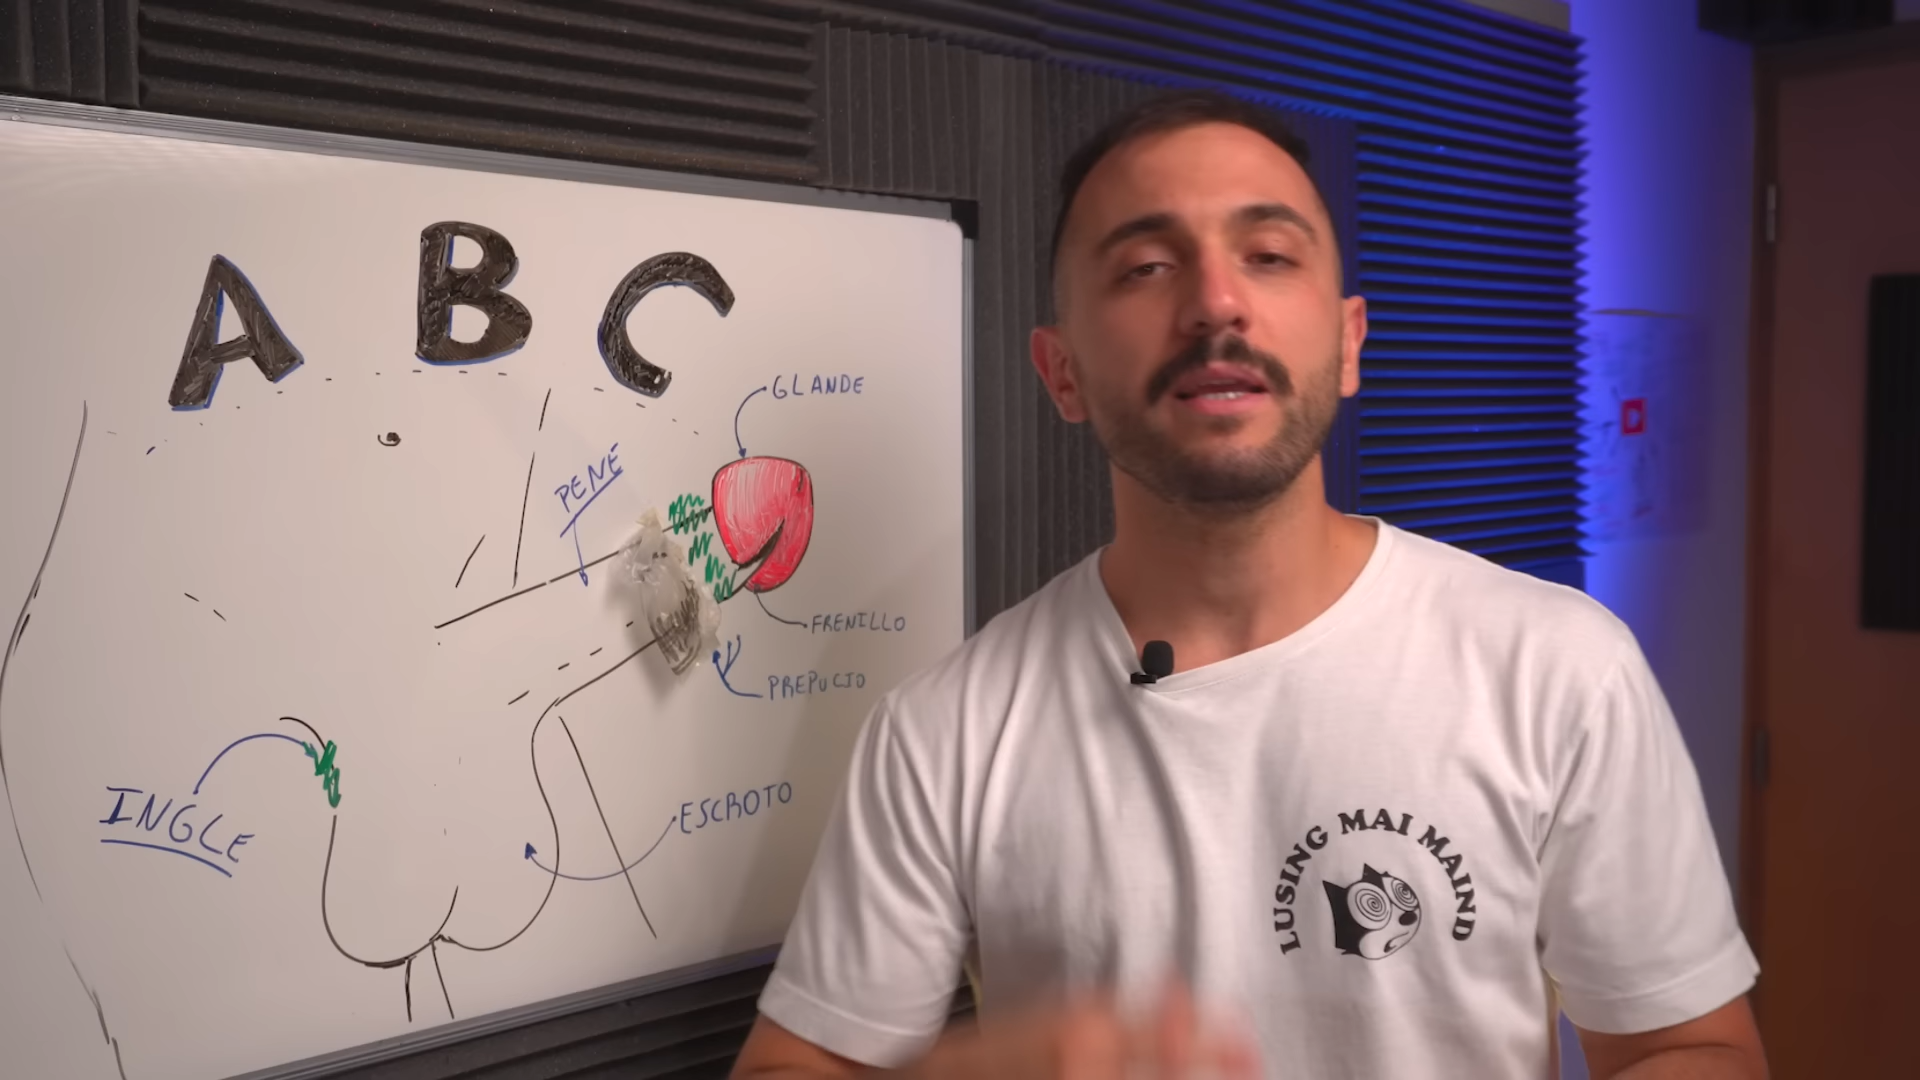 A B C
GLANDE
PENE
FRENILLO
PREPUCIO
INGLE
ESCROTO
LUSING MAI MAIND